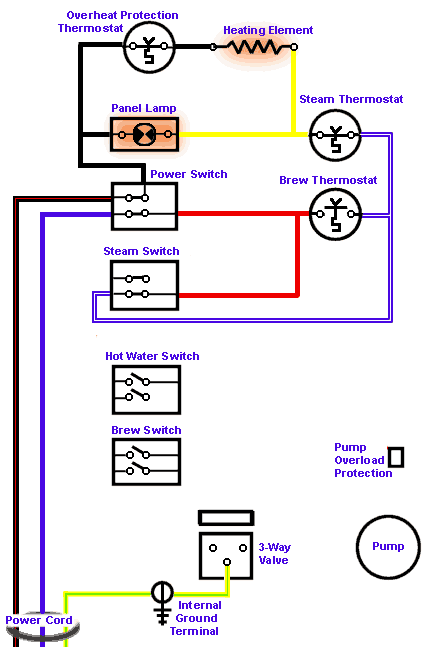 Overheat Protection
Thermostat
Heating Element
Panel Lamp
Steam Thermostat
Power Switch
Brew Thermostat
Steam Switch
Hot Water Switch
Brew Switch
Pump
Overload
Protection
3-Way
Valve
Pump
Internal
Ground
Terminal
Power Cord